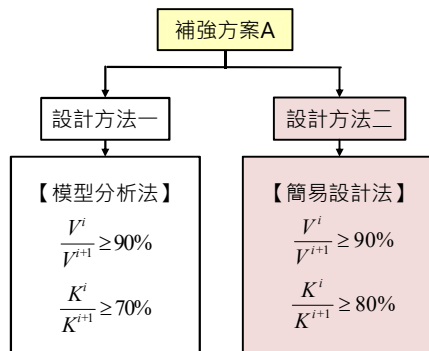 補強方案A
設計方法一
【模型分析法】
V^i / V^{i+1} ≥ 90%
K^i / K^{i+1} ≥ 70%
設計方法二
【簡易設計法】
V^i / V^{i+1} ≥ 90%
K^i / K^{i+1} ≥ 80%